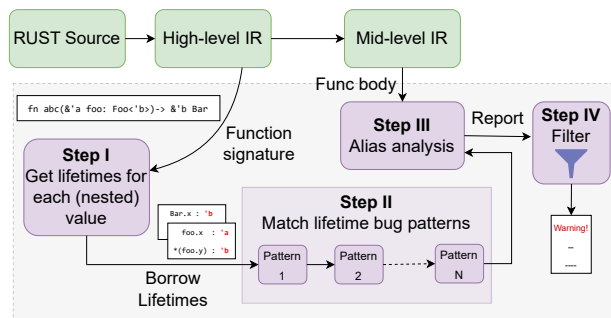 RUST Source
High-level IR
Mid-level IR
Func body
fn abc(&'a foo: Foo<'b>)-> &'b Bar
Function
signature
Step I
Get lifetimes for
each (nested)
value
Bar.x : 'b
foo.x : 'a
*(foo.y) : 'b
Borrow
Lifetimes
Step II
Match lifetime bug patterns
Pattern
1
Pattern
2
Pattern
N
Step III
Alias analysis
Report
Step IV
Filter
Warning!